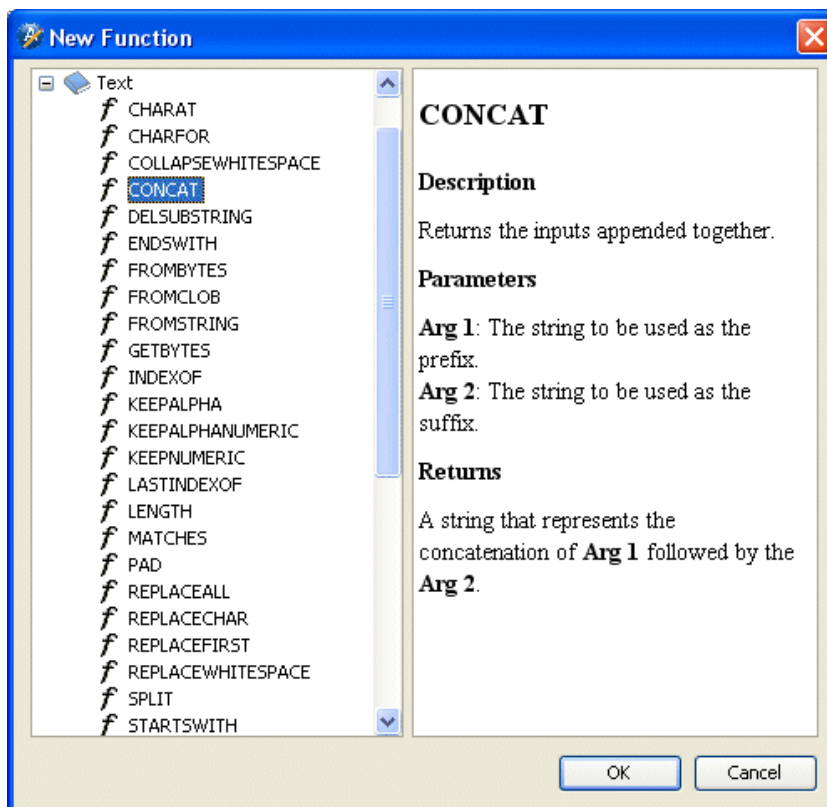 New Function
Text
CHARAT
CHARFOR
COLLAPSEWHITESPACE
CONCAT
DELSUBSTRING
ENDSWITH
FROMBYTES
FROMCLOB
FROMSTRING
GETBYTES
INDEXOF
KEEPALPHA
KEEPALPHANUMERIC
KEEPNUMERIC
LASTINDEXOF
LENGTH
MATCHES
PAD
REPLACEALL
REPLACECHAR
REPLACEFIRST
REPLACEWHITESPACE
SPLIT
STARTSWITH
CONCAT
Description
Returns the inputs appended together.
Parameters
Arg 1: The string to be used as the
prefix.
Arg 2: The string to be used as the
suffix.
Returns
A string that represents the
concatenation of Arg 1 followed by the
Arg 2.
OK
Cancel